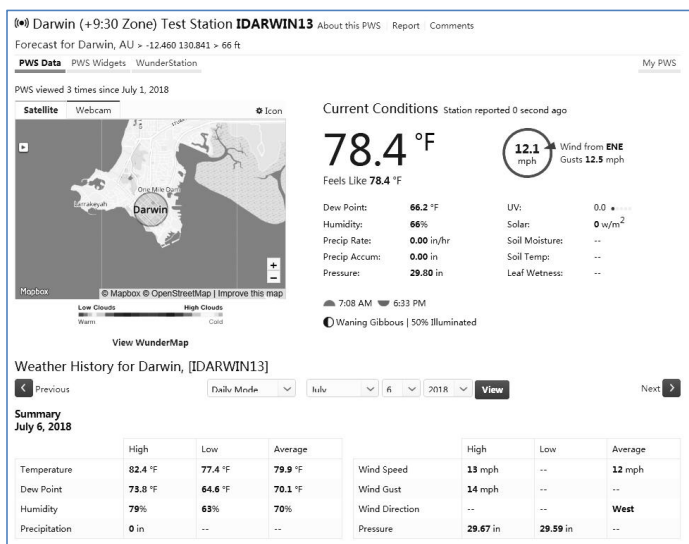 Darwin (+9:30 Zone) Test Station IDARWIN13 About this PWS | Report | Comments
Forecast for Darwin, AU > -12.460 130.841 > 66 ft
PWS Data PWS Widgets WunderStation My PWS
PWS viewed 3 times since July 1, 2018
Satellite Webcam Icon
One Mile Dam
Larrakeyah
Darwin
+
−
Mapbox © Mapbox © OpenStreetMap | Improve this map
Low Clouds High Clouds
Warm Cold
View WunderMap
Current Conditions Station reported 0 second ago
78.4 °F
Feels Like 78.4 °F
12.1 mph
Wind from ENE
Gusts 12.5 mph
Dew Point: 66.2 °F
Humidity: 66%
Precip Rate: 0.00 in/hr
Precip Accum: 0.00 in
Pressure: 29.80 in
UV: 0.0
Solar: 0 w/m²
Soil Moisture: --
Soil Temp: --
Leaf Wetness: --
7:08 AM 6:33 PM
Waning Gibbous | 50% Illuminated
Weather History for Darwin, [IDARWIN13]
Previous Daily Mode July 6 2018 View Next
Summary
July 6, 2018
High Low Average
Temperature 82.4 °F 77.4 °F 79.9 °F
Dew Point 73.8 °F 64.6 °F 70.1 °F
Humidity 79% 63% 70%
Precipitation 0 in -- --
High Low Average
Wind Speed 13 mph -- 12 mph
Wind Gust 14 mph -- --
Wind Direction -- -- West
Pressure 29.67 in 29.59 in --